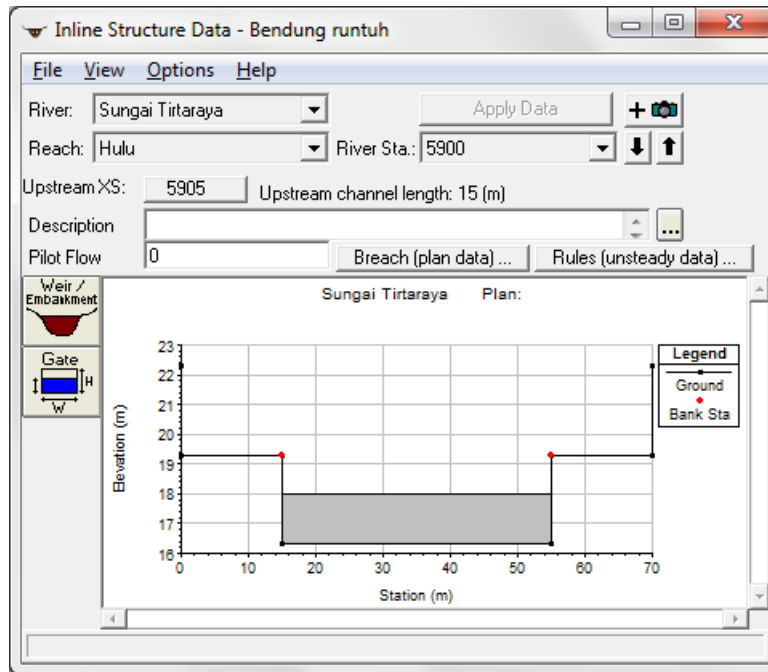 Inline Structure Data - Bendung runtuh
File View Options Help
River: Sungai Tirtaraya Apply Data +
Reach: Hulu River Sta.: 5900
Upstream XS: 5905 Upstream channel length: 15 (m)
Description ...
Pilot Flow 0 Breach (plan data) ... Rules (unsteady data) ...
Weir / Embankment
Gate
H
W
Sungai Tirtaraya Plan:
Elevation (m)
23
22
21
20
19
18
17
16
0 10 20 30 40 50 60 70
Station (m)
Legend
Ground
Bank Sta